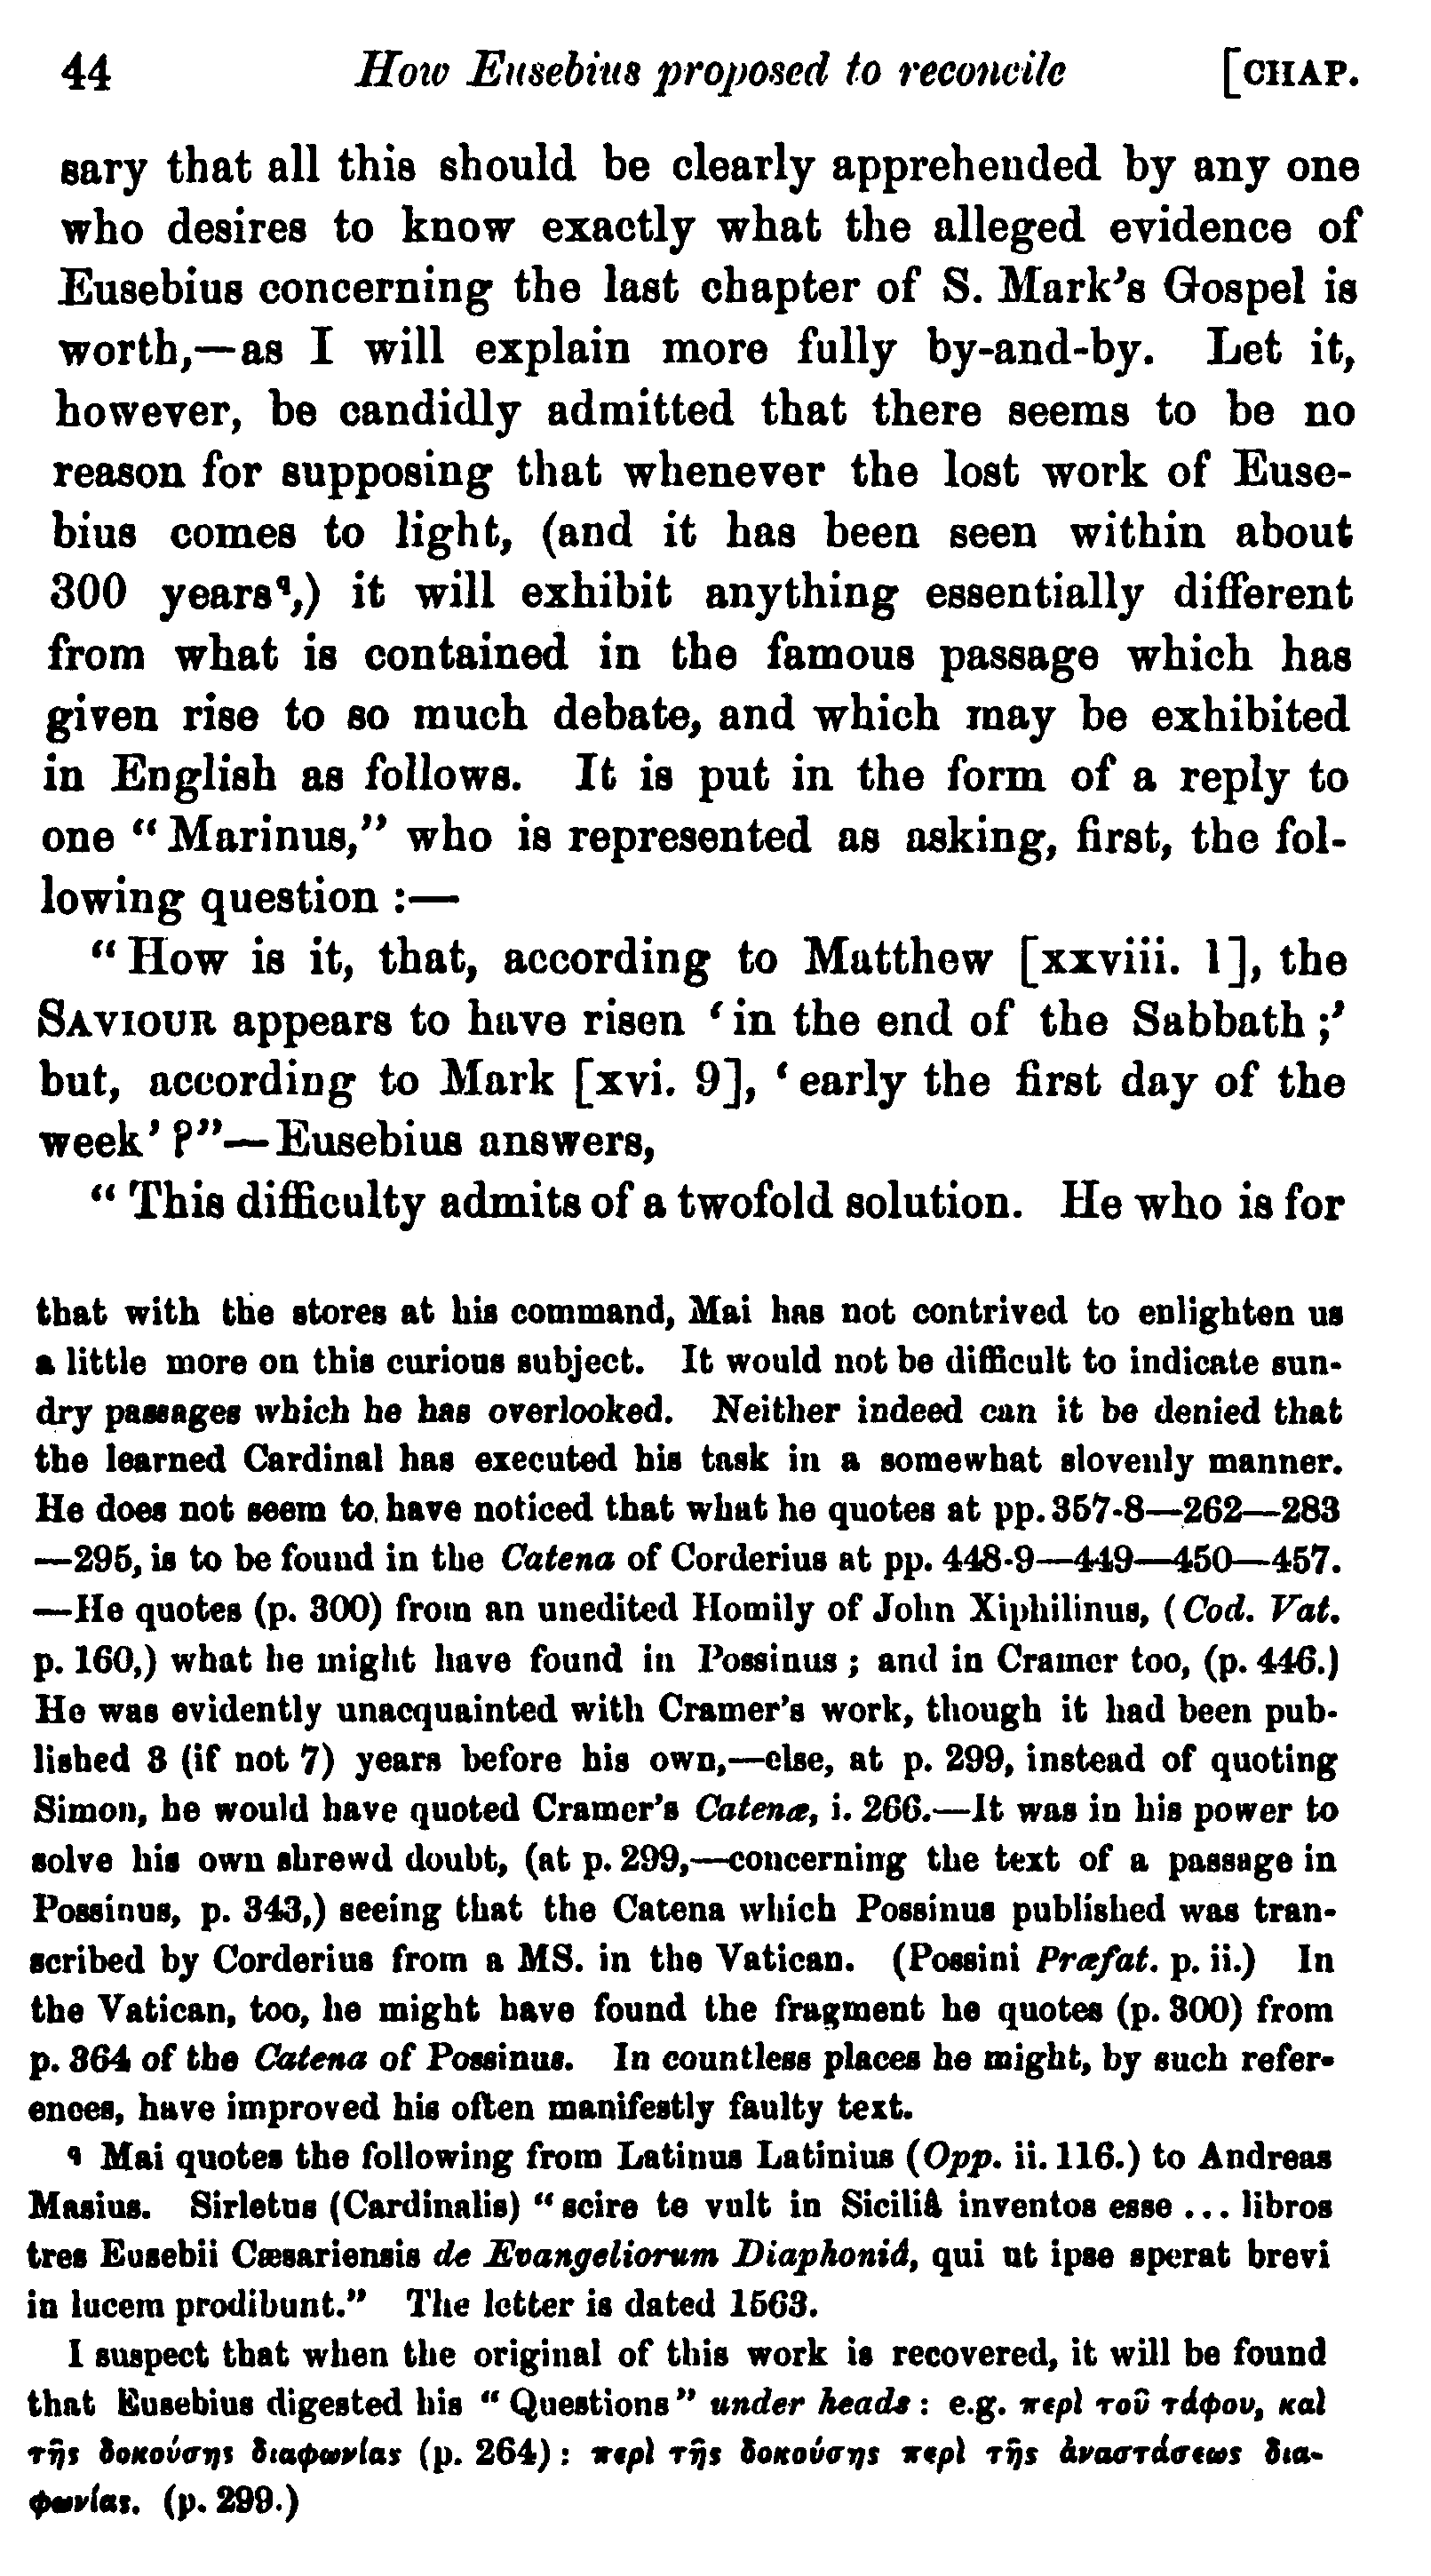 44 How Eusebius proposed to reconcile [CHAP.
sary that all this should be clearly apprehended by any one
who desires to know exactly what the alleged evidence of
Eusebius concerning the last chapter of S. Mark's Gospel is
worth,—as I will explain more fully by-and-by. Let it,
however, be candidly admitted that there seems to be no
reason for supposing that whenever the lost work of Euse-
bius comes to light, (and it has been seen within about
300 years q,) it will exhibit anything essentially different
from what is contained in the famous passage which has
given rise to so much debate, and which may be exhibited
in English as follows. It is put in the form of a reply to
one “Marinus,” who is represented as asking, first, the fol-
lowing question :—
“How is it, that, according to Matthew [xxviii. 1], the
SAVIOUR appears to have risen ‘in the end of the Sabbath;’
but, according to Mark [xvi. 9], ‘early the first day of the
week’?”—Eusebius answers,
“This difficulty admits of a twofold solution. He who is for
that with the stores at his command, Mai has not contrived to enlighten us
a little more on this curious subject. It would not be difficult to indicate sun-
dry passages which he has overlooked. Neither indeed can it be denied that
the learned Cardinal has executed his task in a somewhat slovenly manner.
He does not seem to have noticed that what he quotes at pp. 357-8—262—283
—295, is to be found in the Catena of Corderius at pp. 448-9—449—450—457.
—He quotes (p. 300) from an unedited Homily of John Xiphilinus, (Cod. Vat.
p. 160,) what he might have found in Possinus; and in Cramer too, (p. 446.)
He was evidently unacquainted with Cramer's work, though it had been pub-
lished 3 (if not 7) years before his own,—else, at p. 299, instead of quoting
Simon, he would have quoted Cramer's Catenæ, i. 266.—It was in his power to
solve his own shrewd doubt, (at p. 299,—concerning the text of a passage in
Possinus, p. 343,) seeing that the Catena which Possinus published was tran-
scribed by Corderius from a MS. in the Vatican. (Possini Præfat. p. ii.) In
the Vatican, too, he might have found the fragment he quotes (p. 300) from
p. 364 of the Catena of Possinus. In countless places he might, by such refer-
ences, have improved his often manifestly faulty text.
q Mai quotes the following from Latinus Latinius (Opp. ii. 116.) to Andreas
Masius. Sirletus (Cardinalis) “scire te vult in Siciliâ inventos esse ... libros
tres Eusebii Cæsariensis de Evangeliorum Diaphoniâ, qui ut ipse sperat brevi
in lucem prodibunt.” The letter is dated 1563.
I suspect that when the original of this work is recovered, it will be found
that Eusebius digested his “Questions” under heads: e.g. περὶ τοῦ τάφου, καὶ
τῆς δοκούσης διαφωνίας (p. 264): περὶ τῆς δοκούσης περὶ τῆς ἀναστάσεως δια-
φωνίας. (p. 299.)